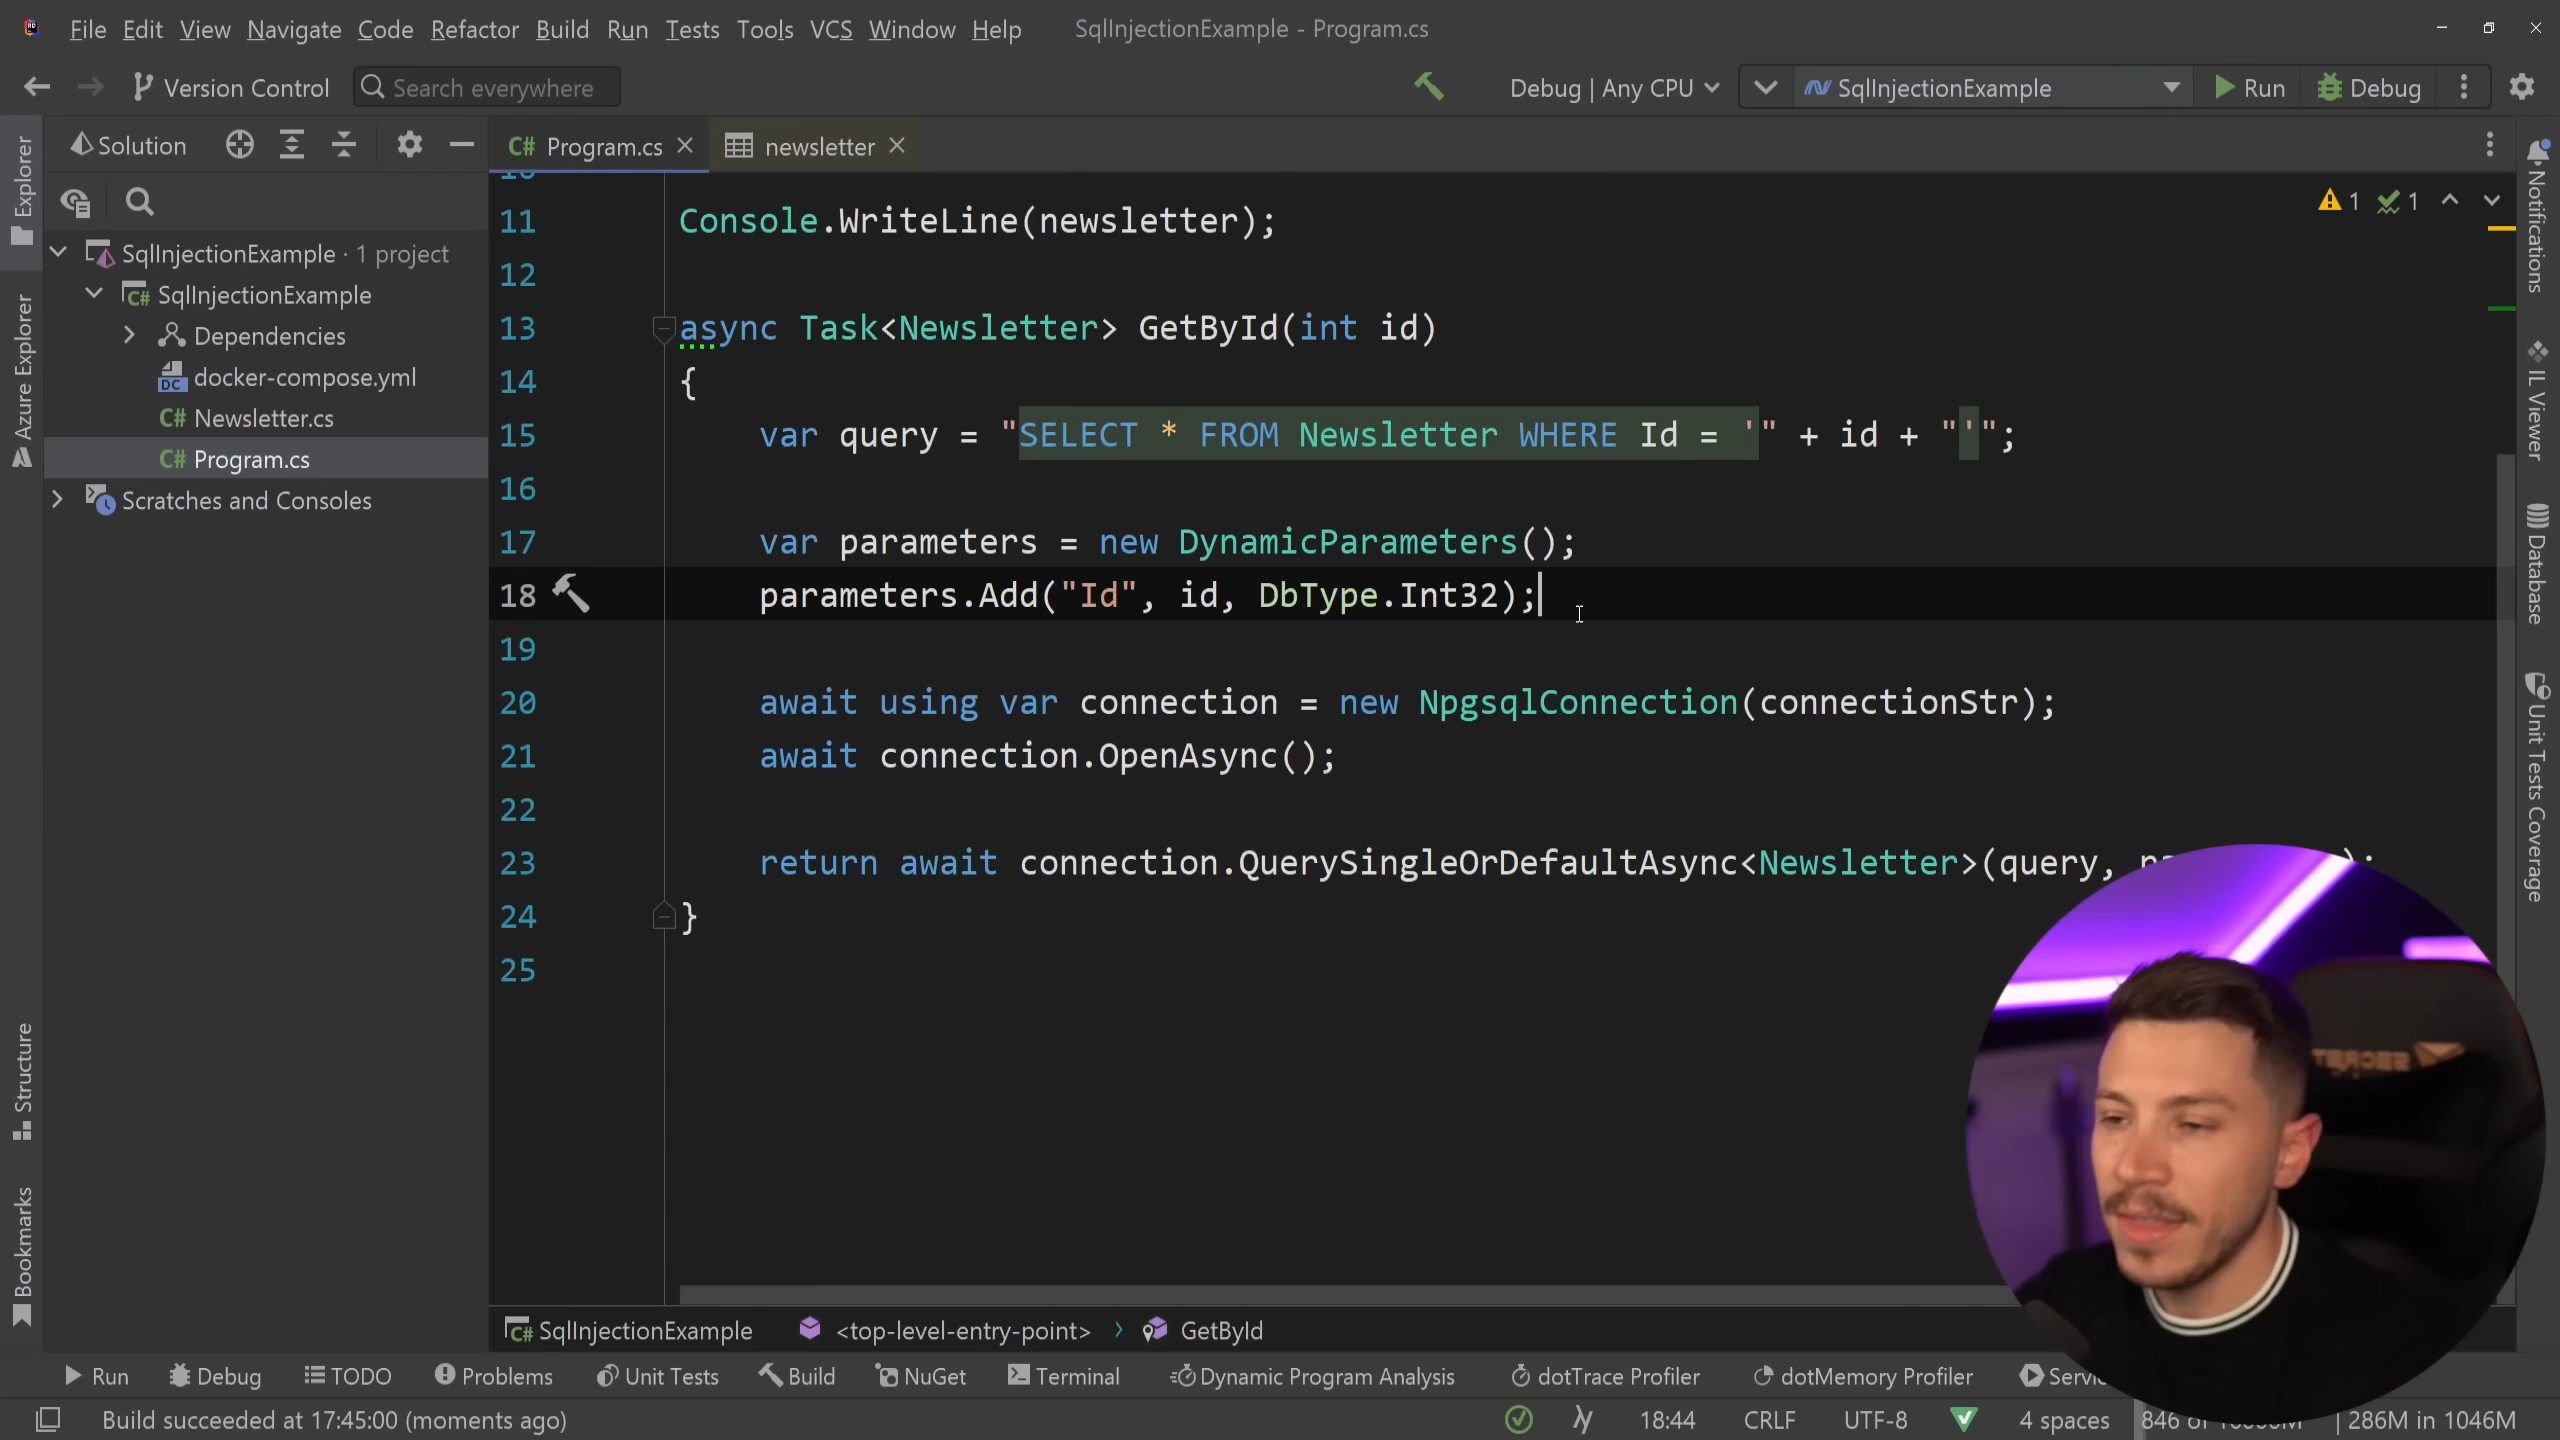 File Edit View Navigate Code Refactor Build Run Tests Tools VCS Window Help SqlInjectionExample - Program.cs
Version Control Search everywhere Debug | Any CPU SqlInjectionExample Run Debug
Solution
Program.cs
newsletter
SqlInjectionExample · 1 project
SqlInjectionExample
Dependencies
docker-compose.yml
C# Newsletter.cs
C# Program.cs
Scratches and Consoles
Explorer
Azure Explorer
Structure
Bookmarks
1 1
11 Console.WriteLine(newsletter);
12
13 async Task<Newsletter> GetById(int id)
14 {
15 var query = "SELECT * FROM Newsletter WHERE Id = '" + id + "'";
16
17 var parameters = new DynamicParameters();
18 parameters.Add("Id", id, DbType.Int32);
19
20 await using var connection = new NpgsqlConnection(connectionStr);
21 await connection.OpenAsync();
22
23 return await connection.QuerySingleOrDefaultAsync<Newsletter>(query,
24 }
25
Notifications
IL Viewer
Database
Unit Tests Coverage
SqlInjectionExample <top-level-entry-point> › GetById
Run Debug TODO Problems Unit Tests Build NuGet Terminal Dynamic Program Analysis dotTrace Profiler dotMemory Profiler
Build succeeded at 17:45:00 (moments ago) 18:44 CRLF UTF-8 4 spaces 286M in 1046M